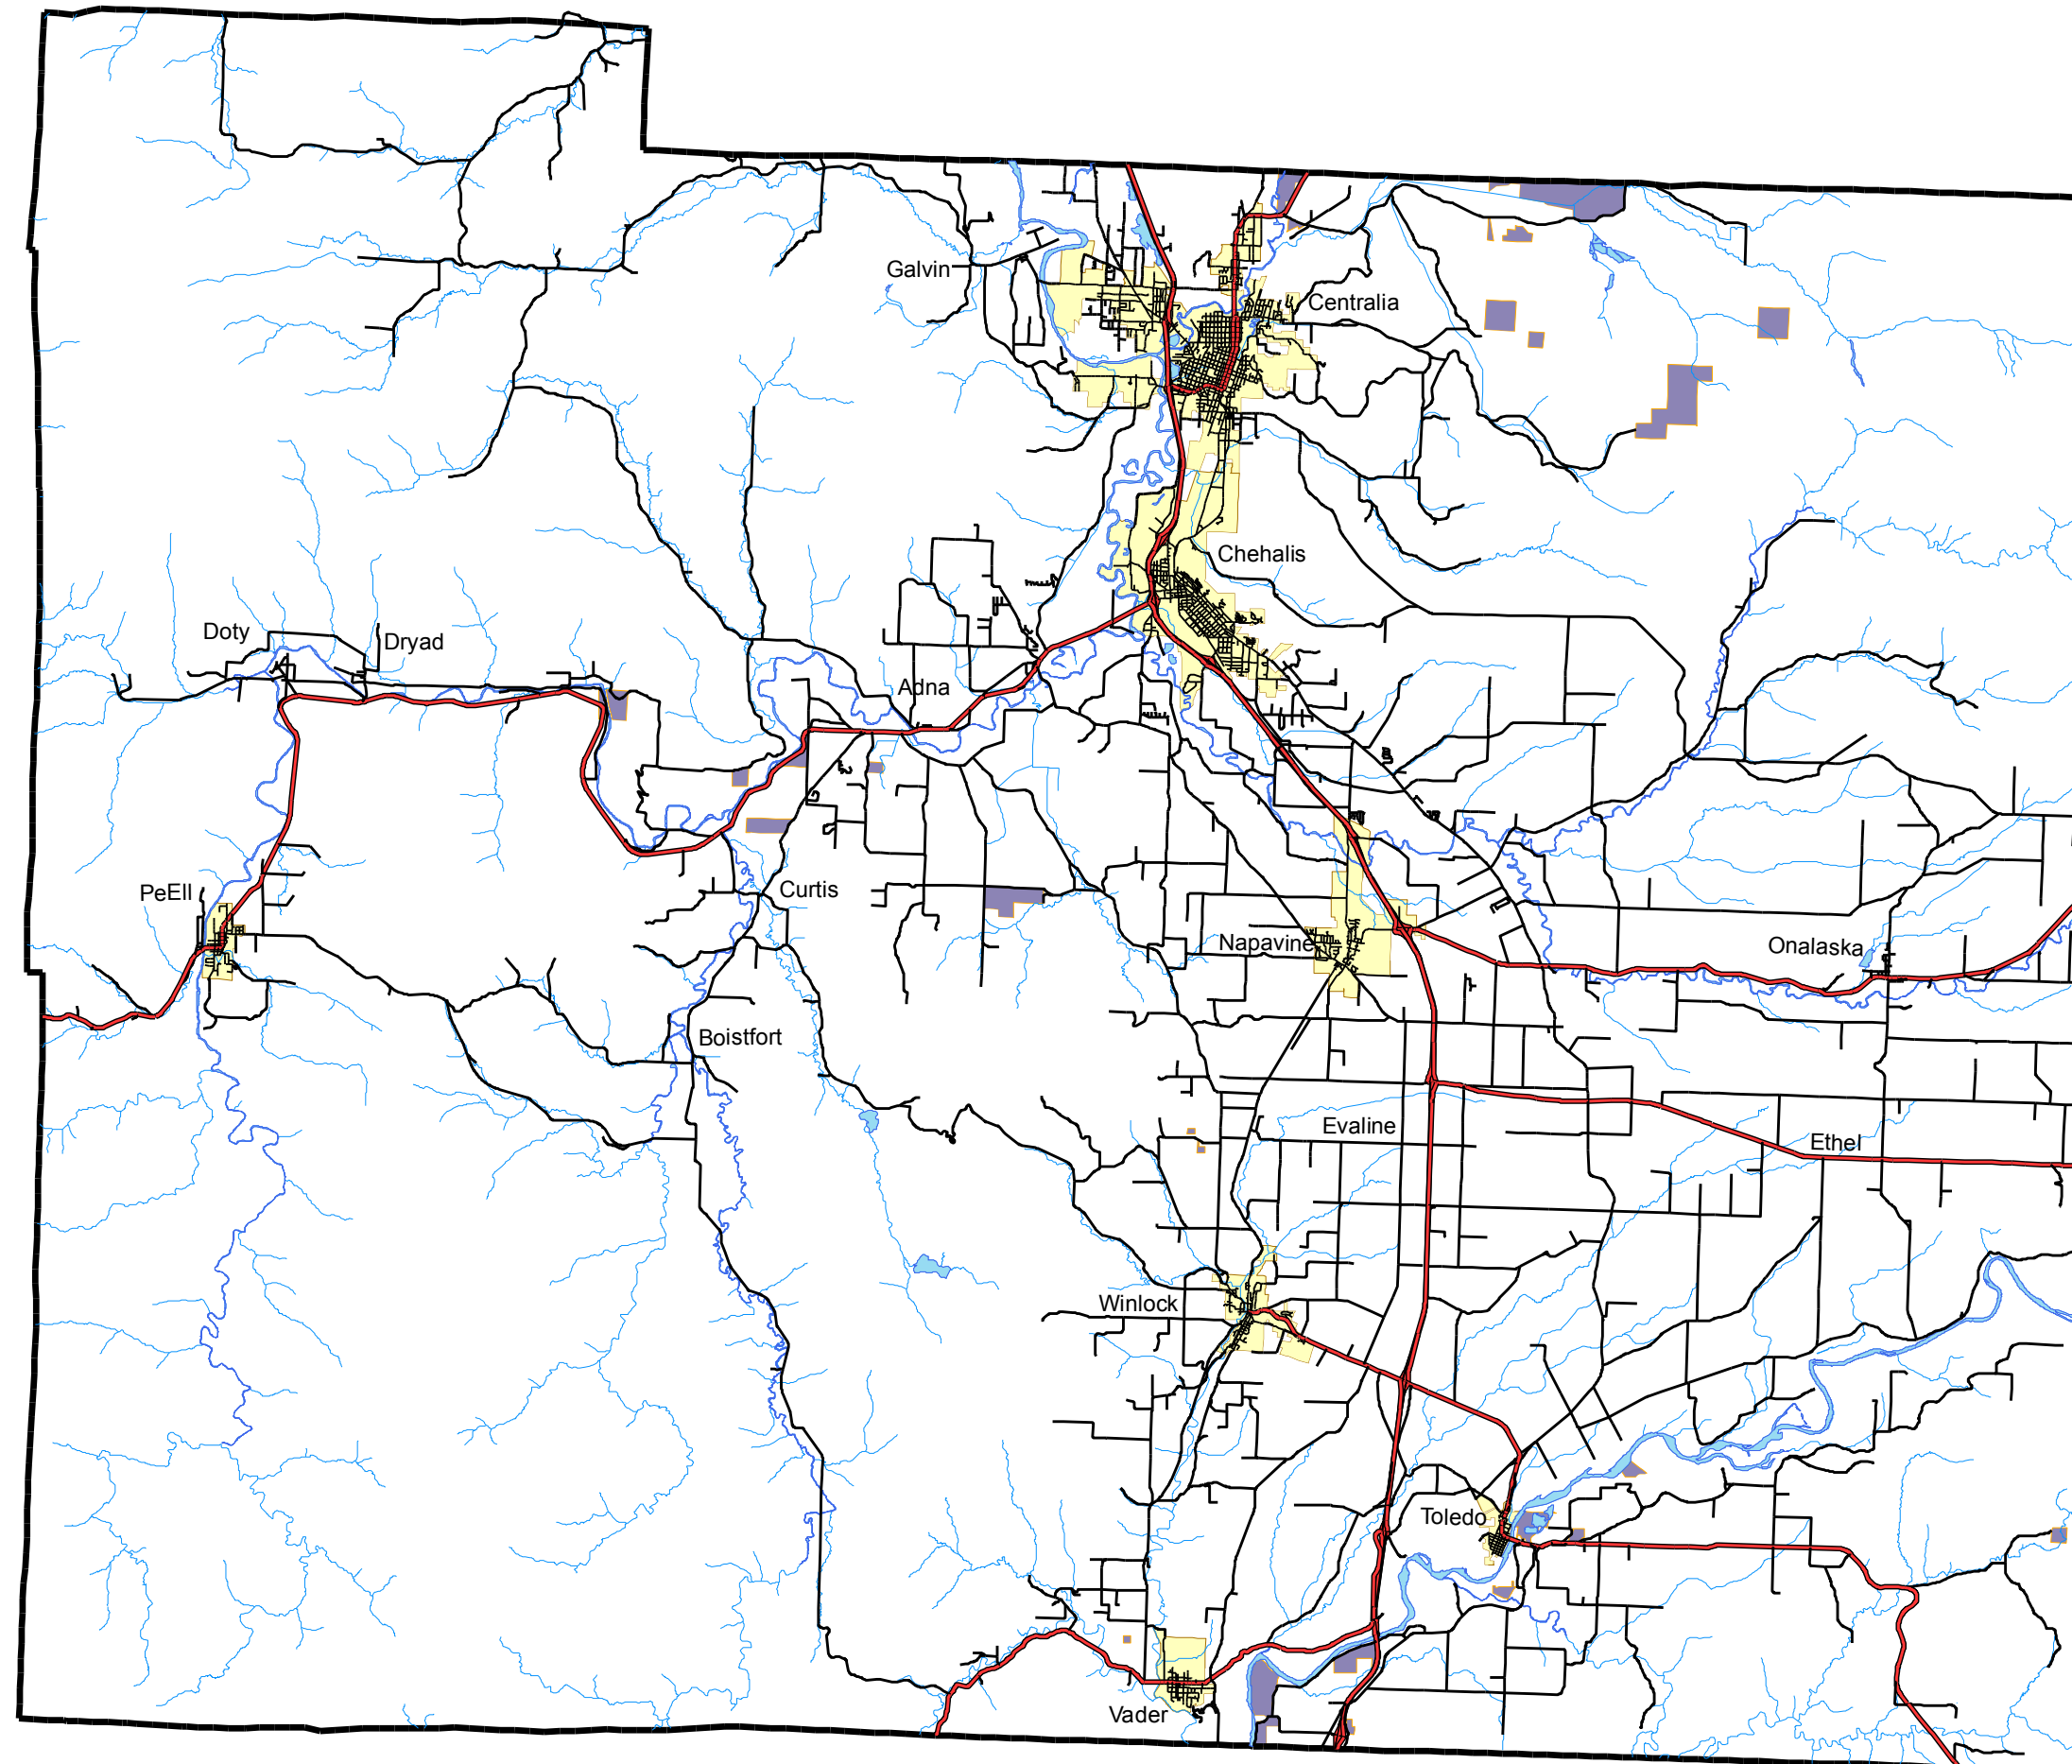 Galvin
Centralia
Chehalis
Doty
Dryad
Adna
PeEll
Curtis
Napavine
Onalaska
Boistfort
Evaline
Ethel
Winlock
Toledo
Vader